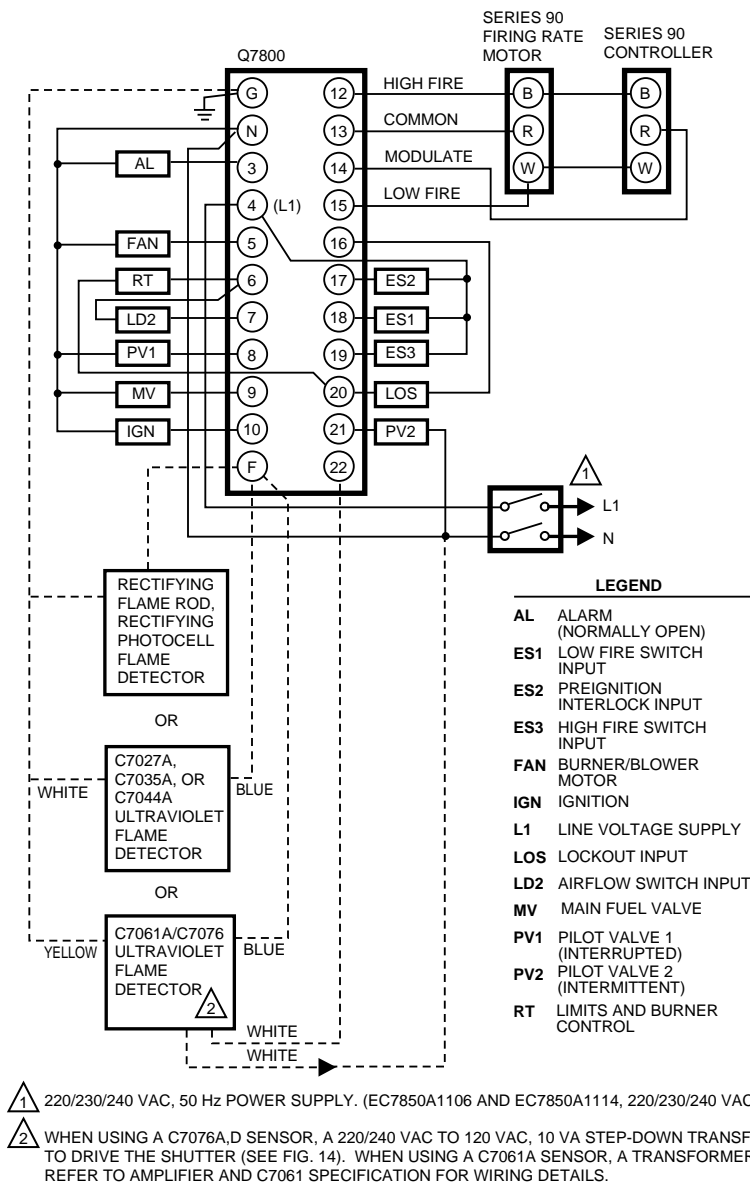 SERIES 90
FIRING RATE
MOTOR
SERIES 90
CONTROLLER
Q7800
G
12
HIGH FIRE
B
B
N
13
COMMON
R
R
AL
3
14
MODULATE
W
W
4
(L1)
15
LOW FIRE
FAN
5
16
RT
6
17
ES2
LD2
7
18
ES1
PV1
8
19
ES3
MV
9
20
LOS
IGN
10
21
PV2
F
22
1
L1
N
RECTIFYING
FLAME ROD,
RECTIFYING
PHOTOCELL
FLAME
DETECTOR
OR
C7027A,
C7035A, OR
C7044A
ULTRAVIOLET
FLAME
DETECTOR
WHITE
BLUE
OR
C7061A/C7076
ULTRAVIOLET
FLAME
DETECTOR
2
YELLOW
BLUE
WHITE
WHITE
LEGEND
AL ALARM
(NORMALLY OPEN)
ES1 LOW FIRE SWITCH
INPUT
ES2 PREIGNITION
INTERLOCK INPUT
ES3 HIGH FIRE SWITCH
INPUT
FAN BURNER/BLOWER
MOTOR
IGN IGNITION
L1 LINE VOLTAGE SUPPLY
LOS LOCKOUT INPUT
LD2 AIRFLOW SWITCH INPUT
MV MAIN FUEL VALVE
PV1 PILOT VALVE 1
(INTERRUPTED)
PV2 PILOT VALVE 2
(INTERMITTENT)
RT LIMITS AND BURNER
CONTROL
1 220/230/240 VAC, 50 Hz POWER SUPPLY. (EC7850A1106 AND EC7850A1114, 220/230/240 VAC
2 WHEN USING A C7076A,D SENSOR, A 220/240 VAC TO 120 VAC, 10 VA STEP-DOWN TRANSF
TO DRIVE THE SHUTTER (SEE FIG. 14). WHEN USING A C7061A SENSOR, A TRANSFORMER
REFER TO AMPLIFIER AND C7061 SPECIFICATION FOR WIRING DETAILS.